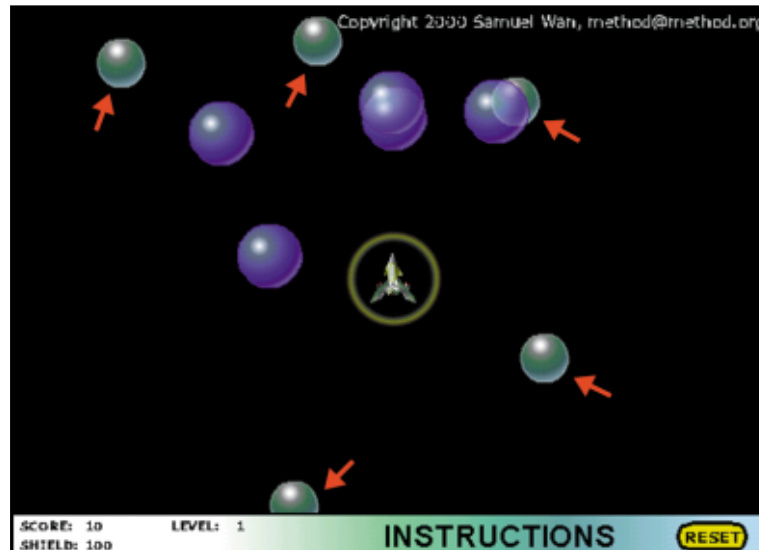 Copyright 2000 Samuel Wan, method@method.org
SCORE: 10 LEVEL: 1
SHIELD: 100
INSTRUCTIONS
RESET